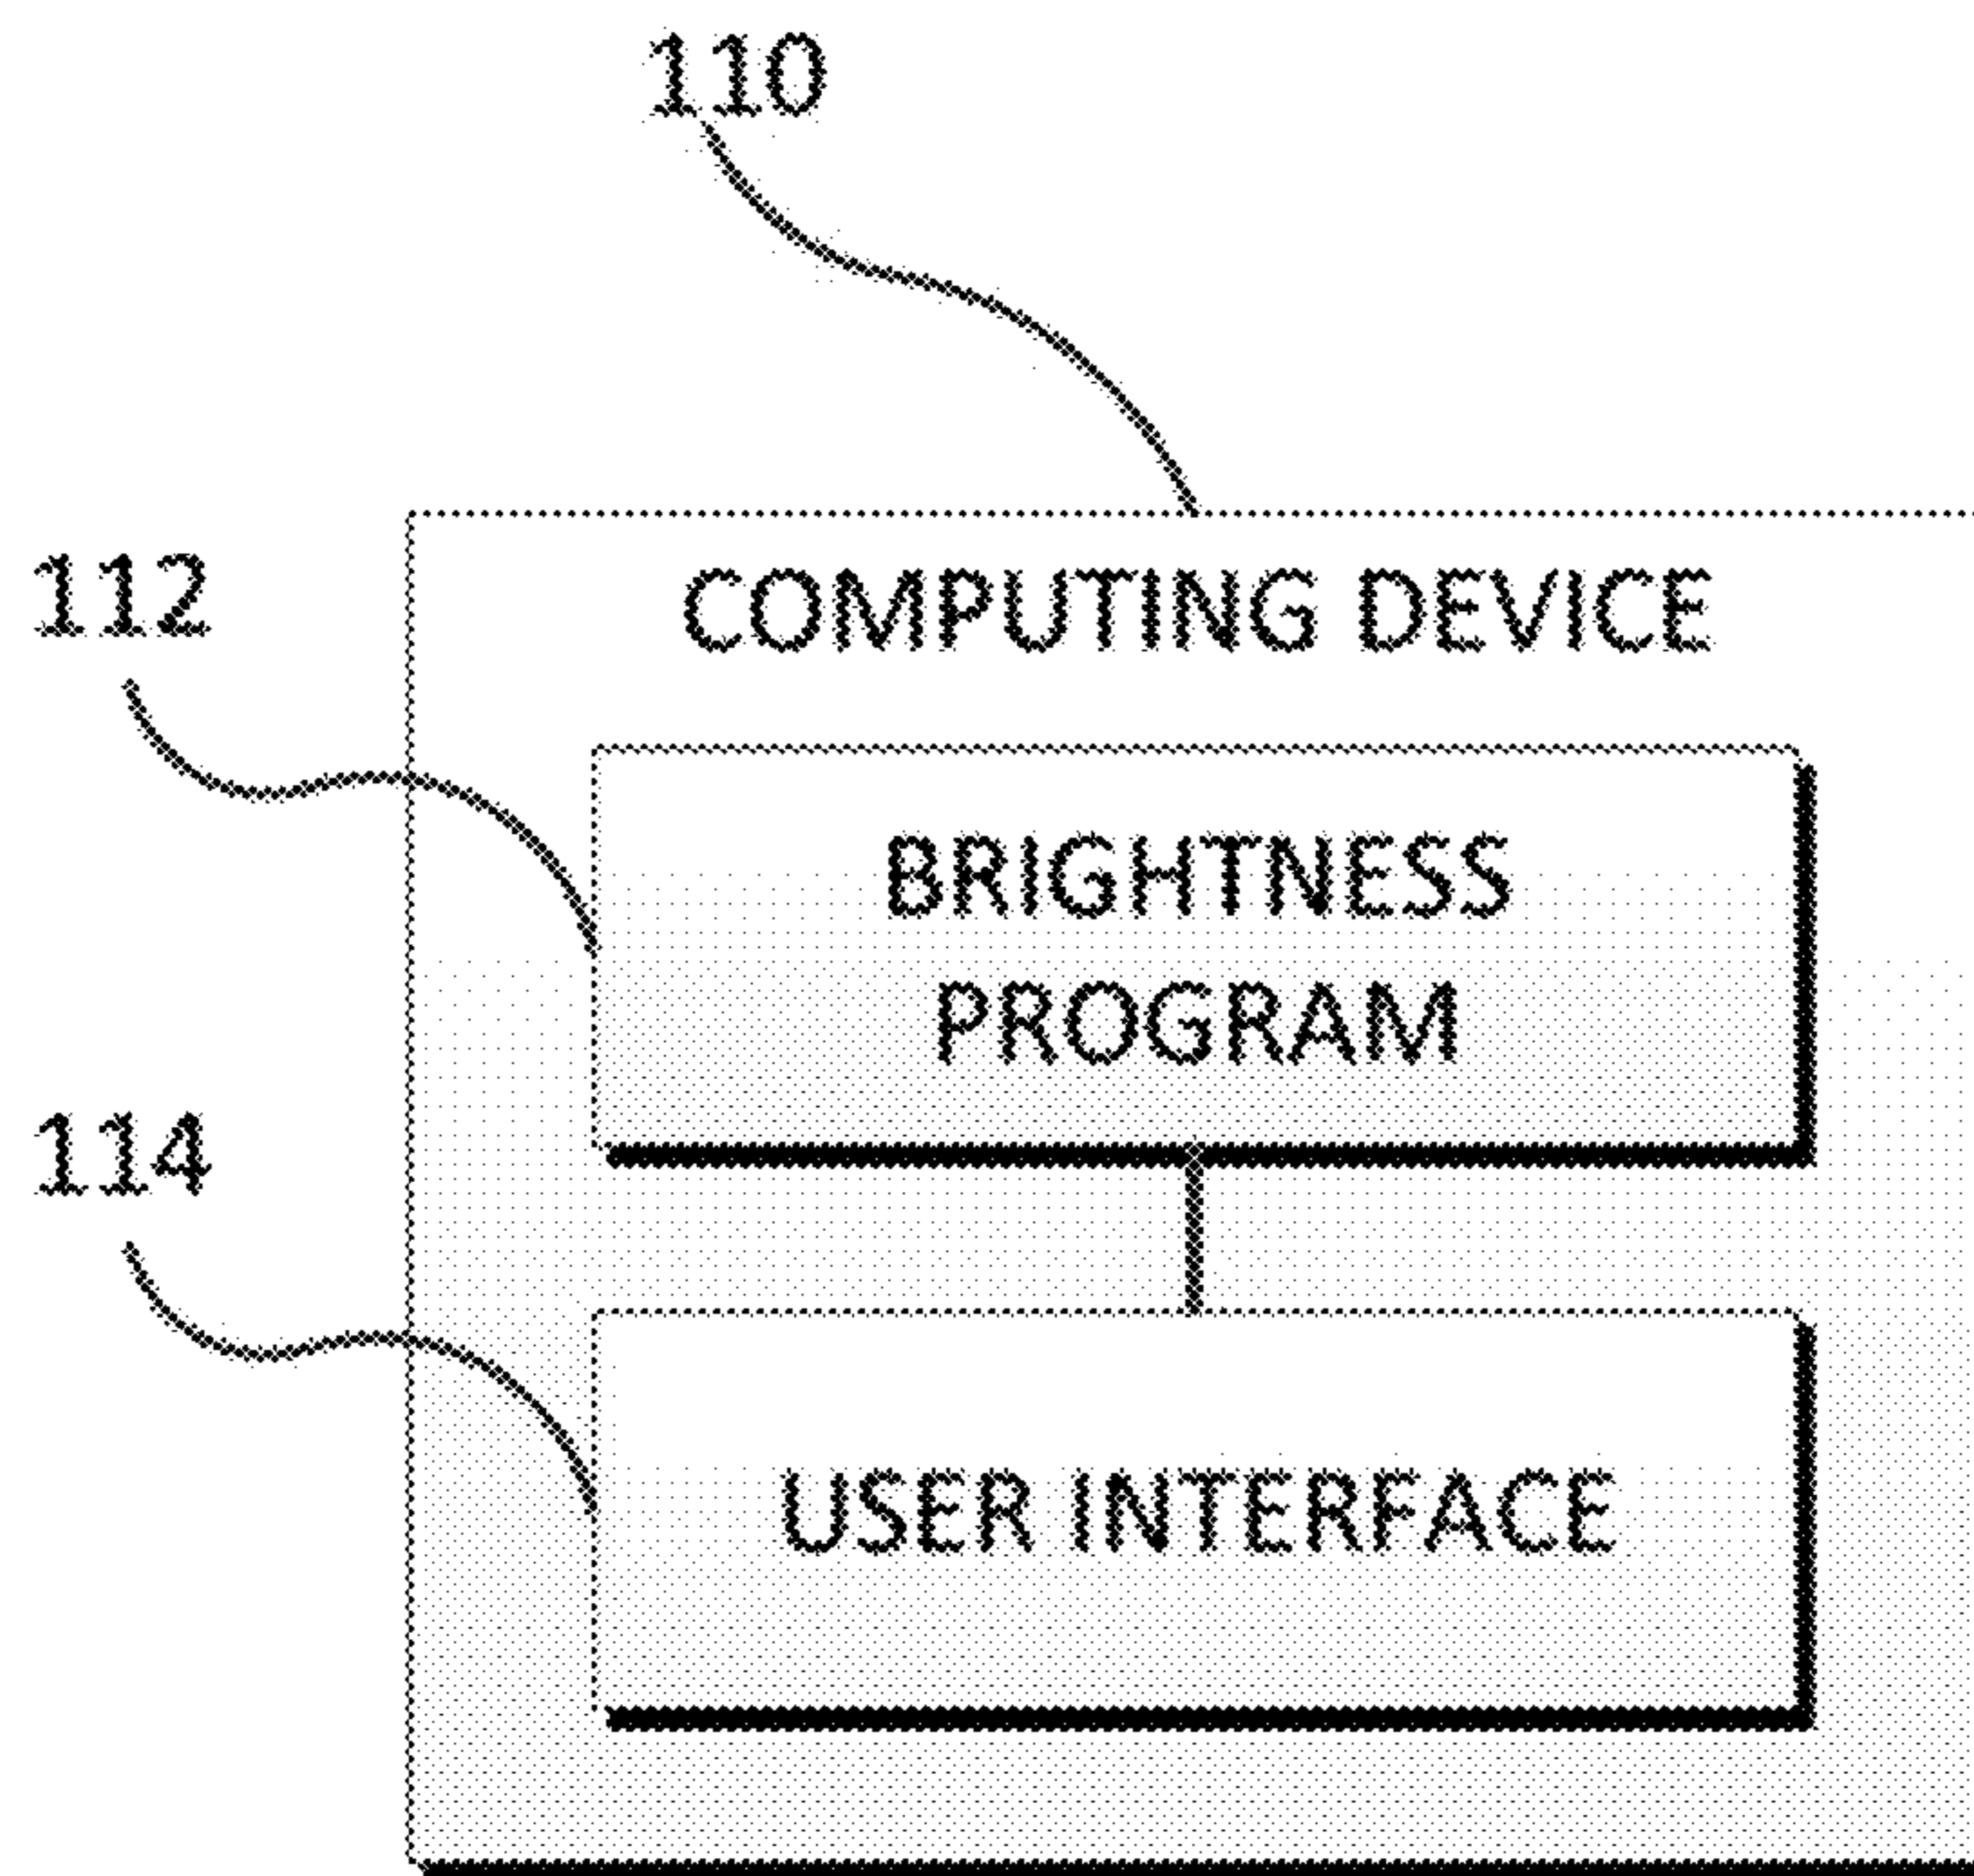 110
112
COMPUTING DEVICE
BRIGHTNESS
PROGRAM
114
USER INTERFACE